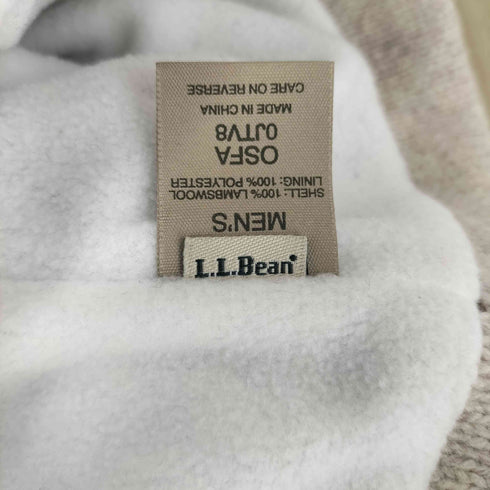 L.L.Bean®
MEN'S
SHELL: 100% LAMBSWOOL
LINING: 100% POLYESTER
OSFA
0JTV8
MADE IN CHINA
CARE ON REVERSE